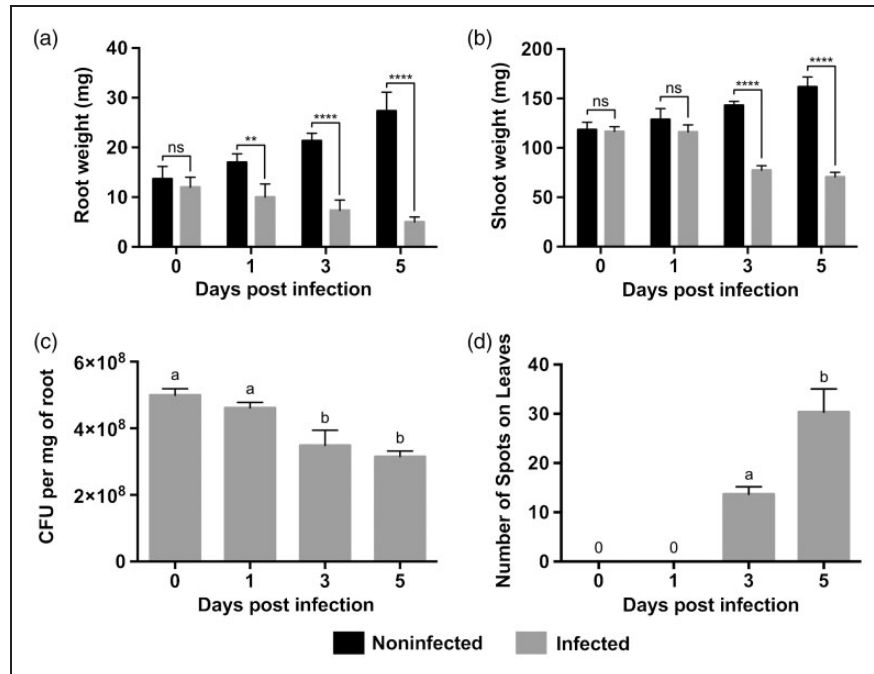 (a)
Root weight (mg)
40
30
20
10
0
ns
**
****
****
0 1 3 5
Days post infection
(b)
Shoot weight (mg)
200
150
100
50
0
ns
ns
****
****
0 1 3 5
Days post infection
(c)
CFU per mg of root
6×10⁸
4×10⁸
2×10⁸
0
a
a
b
b
0 1 3 5
Days post infection
(d)
Number of Spots on Leaves
40
30
20
10
0
0
0
a
b
0 1 3 5
Days post infection
Noninfected Infected